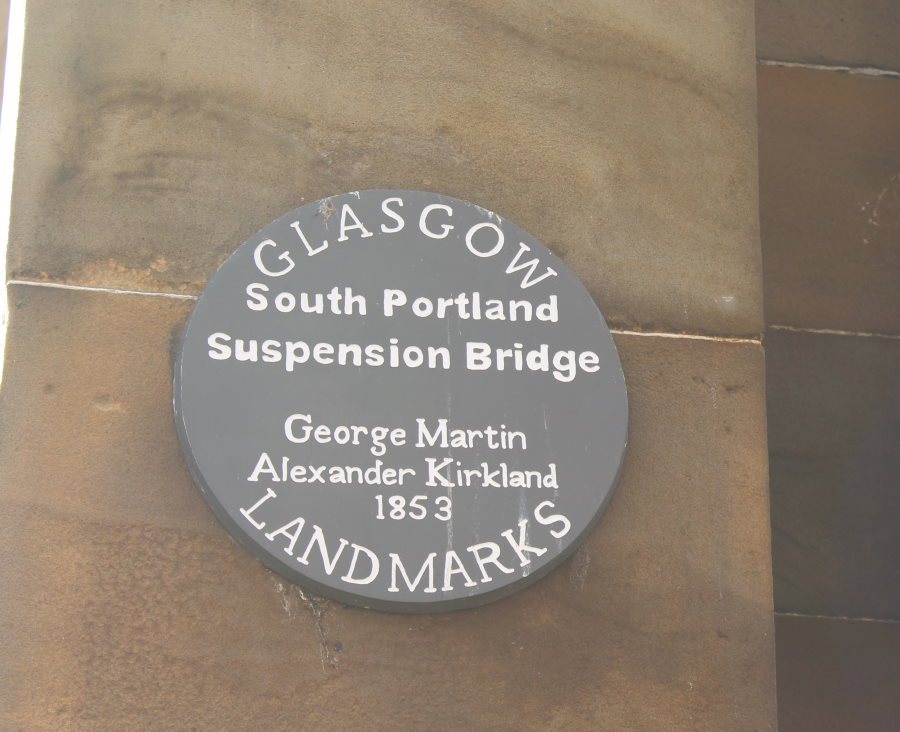 GLASGOW
South Portland
Suspension Bridge
George Martin
Alexander Kirkland
1853
LANDMARKS